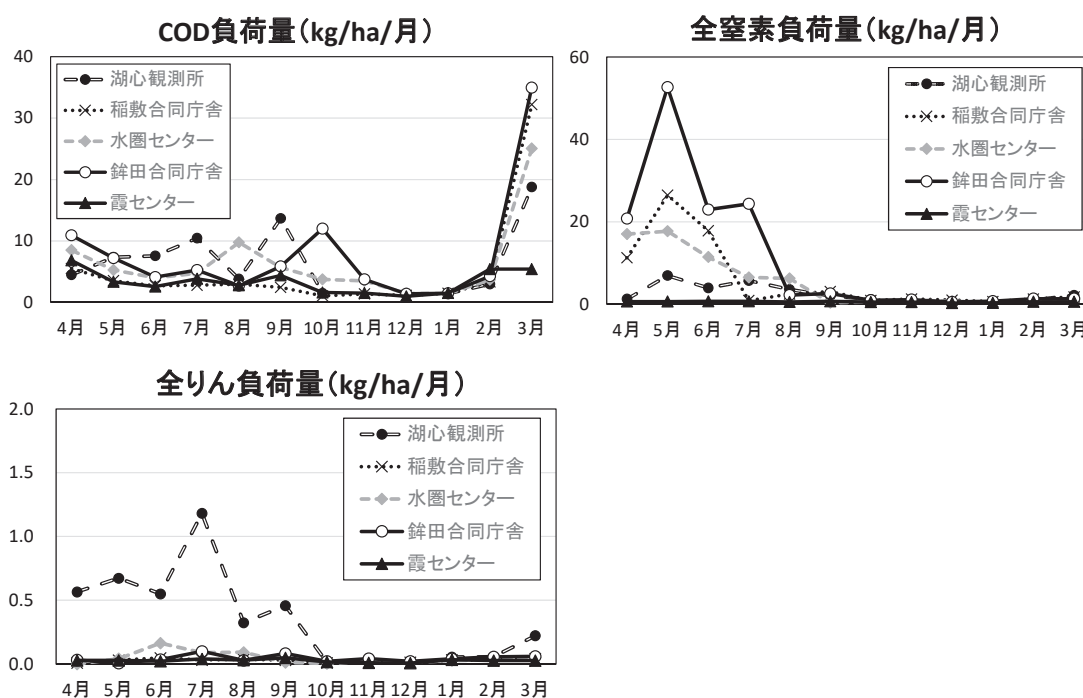 COD負荷量(kg/ha/月)
40
30
20
10
0
湖心観測所
稲敷合同庁舎
水圏センター
鉾田合同庁舎
霞センター
4月 5月 6月 7月 8月 9月 10月 11月 12月 1月 2月 3月
全窒素負荷量(kg/ha/月)
60
40
20
0
湖心観測所
稲敷合同庁舎
水圏センター
鉾田合同庁舎
霞センター
4月 5月 6月 7月 8月 9月 10月 11月 12月 1月 2月 3月
全りん負荷量(kg/ha/月)
2.0
1.5
1.0
0.5
0.0
湖心観測所
稲敷合同庁舎
水圏センター
鉾田合同庁舎
霞センター
4月 5月 6月 7月 8月 9月 10月 11月 12月 1月 2月 3月